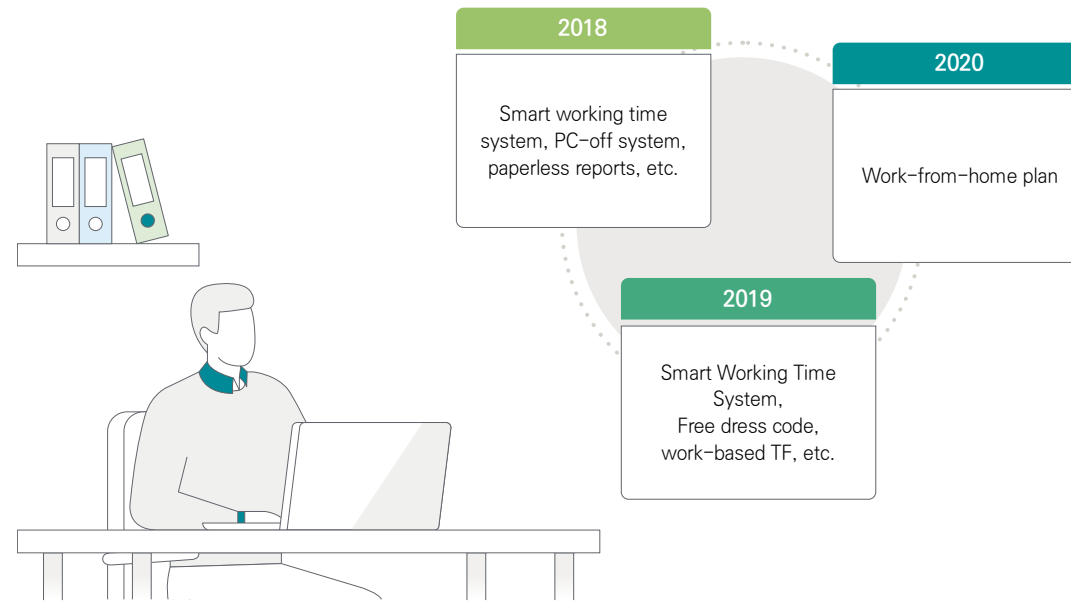 2018
Smart working time
system, PC-off system,
paperless reports, etc.
2019
Smart Working Time
System,
Free dress code,
work-based TF, etc.
2020
Work-from-home plan